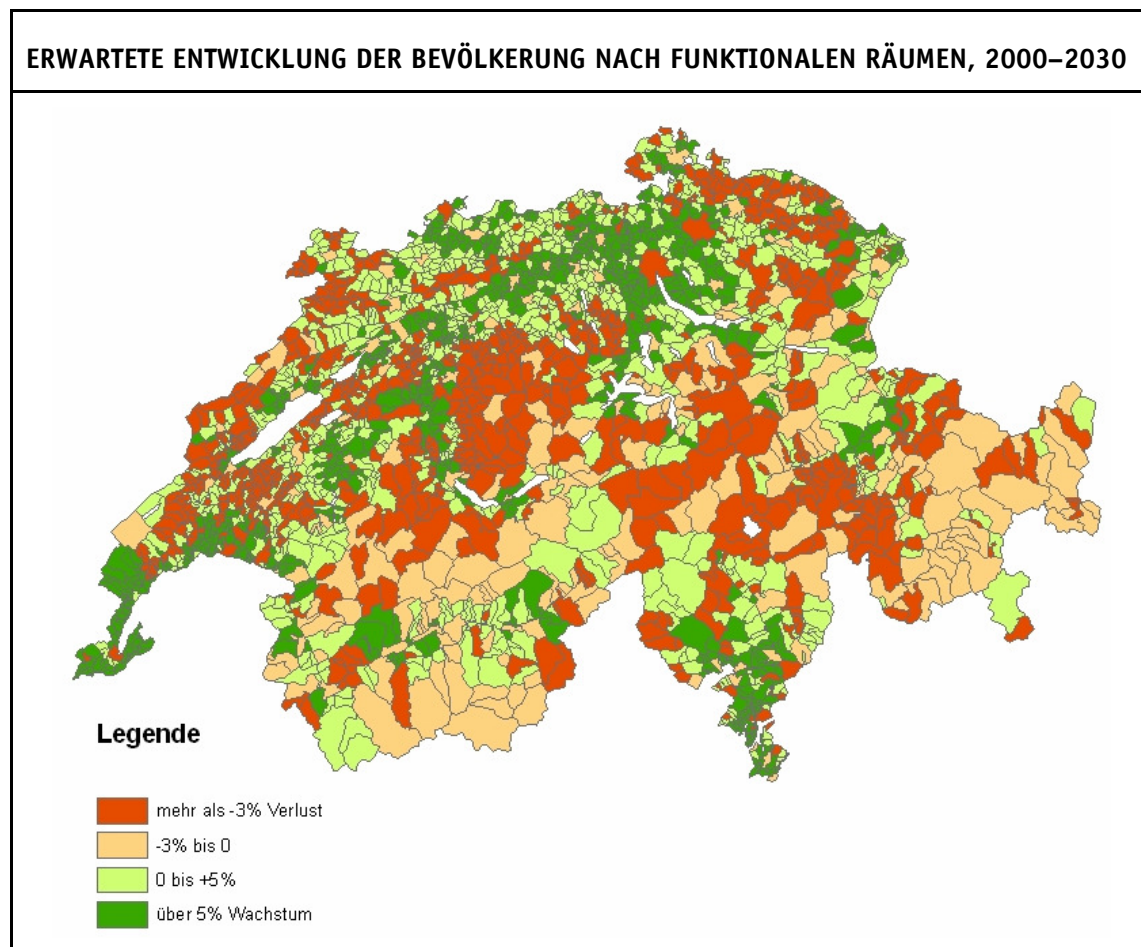 ERWARTETE ENTWICKLUNG DER BEVÖLKERUNG NACH FUNKTIONALEN RÄUMEN, 2000–2030
Legende
mehr als -3% Verlust
-3% bis 0
0 bis +5%
über 5% Wachstum